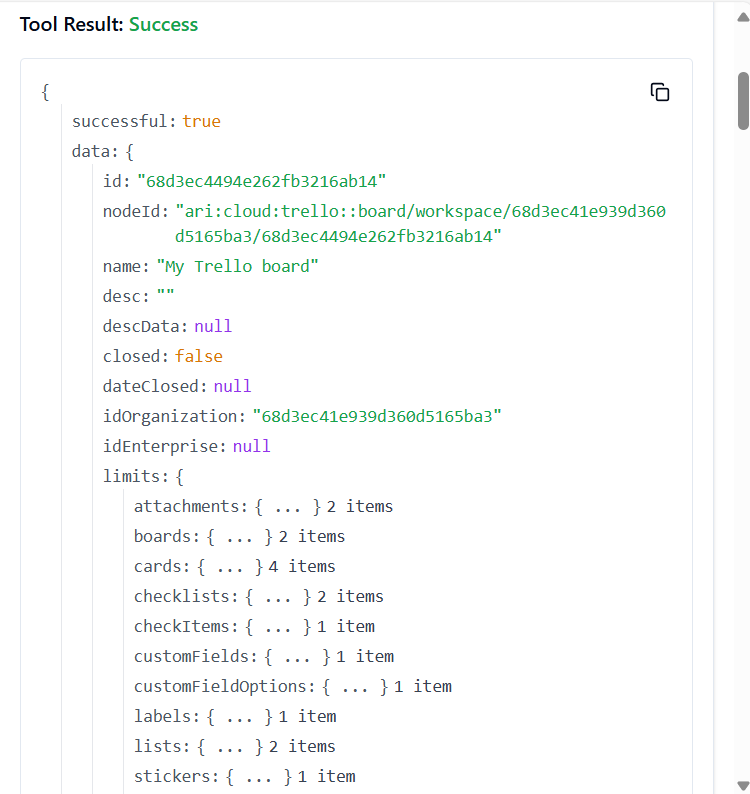 Tool Result: Success
{
successful: true
data: {
id: "68d3ec4494e262fb3216ab14"
nodeId: "ari:cloud:trello::board/workspace/68d3ec41e939d360
d5165ba3/68d3ec4494e262fb3216ab14"
name: "My Trello board"
desc: ""
descData: null
closed: false
dateClosed: null
idOrganization: "68d3ec41e939d360d5165ba3"
idEnterprise: null
limits: {
attachments: { ... } 2 items
boards: { ... } 2 items
cards: { ... } 4 items
checklists: { ... } 2 items
checkItems: { ... } 1 item
customFields: { ... } 1 item
customFieldOptions: { ... } 1 item
labels: { ... } 1 item
lists: { ... } 2 items
stickers: { ... } 1 item